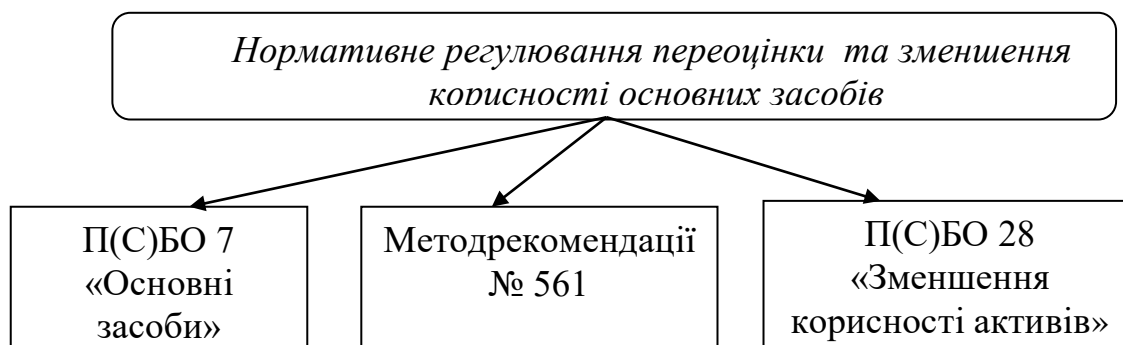 Нормативне регулювання переоцінки та зменшення
корисності основних засобів
П(С)БО 7
«Основні
засоби»
Методрекомендації
№ 561
П(С)БО 28
«Зменшення
корисності активів»